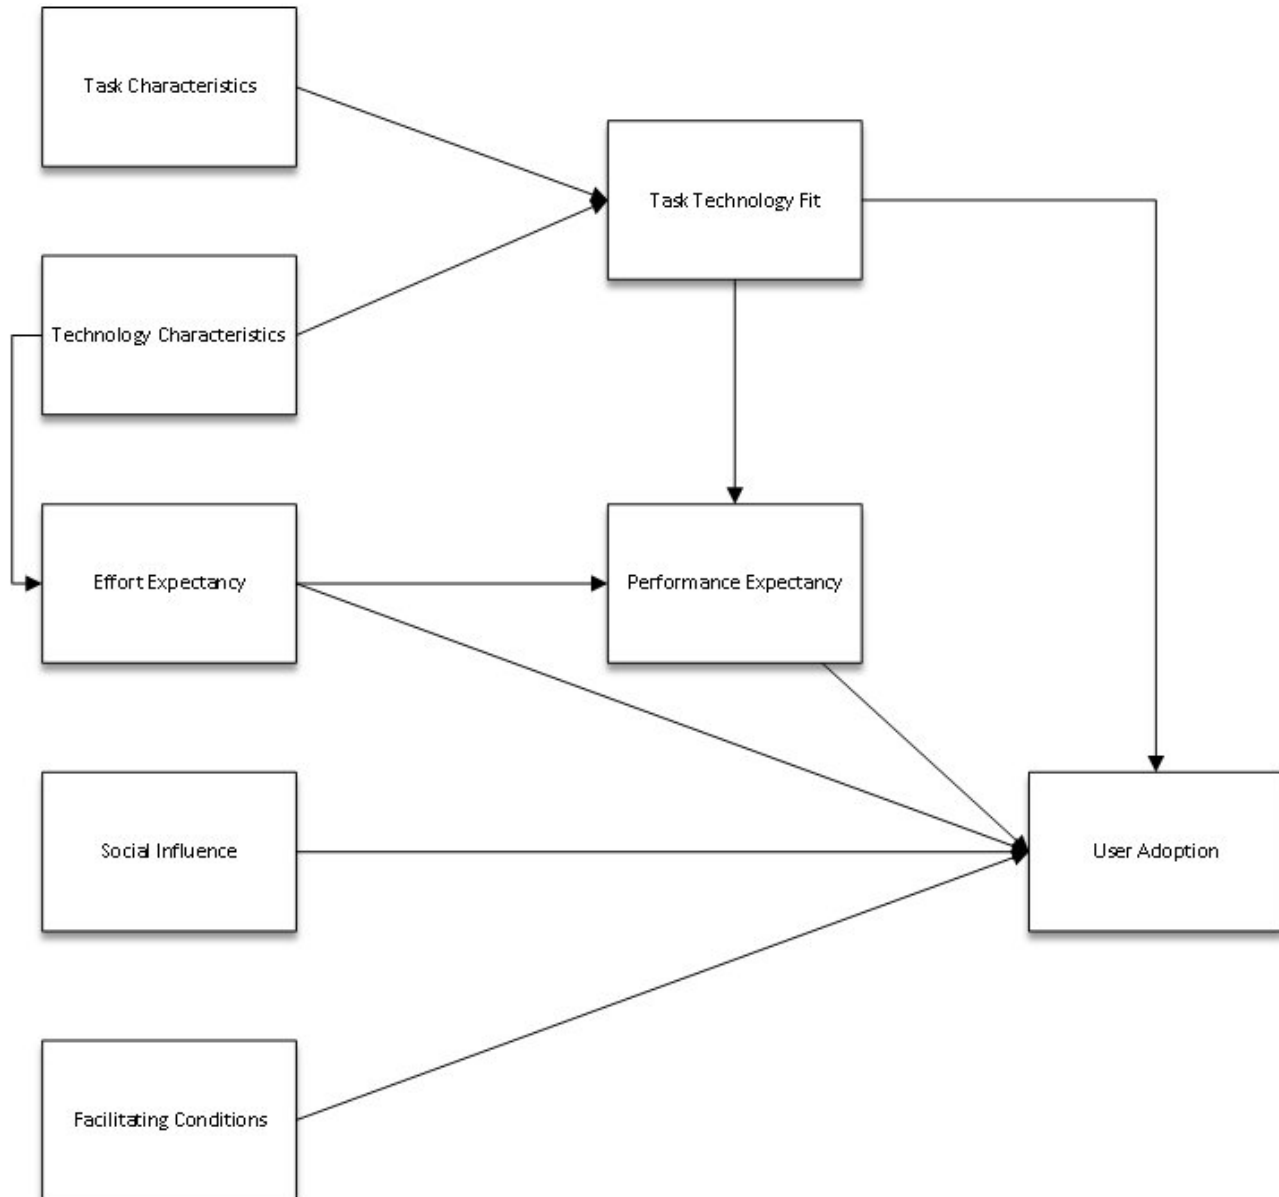 Task Characteristics
Task Technology Fit
Technology Characteristics
Effort Expectancy
Performance Expectancy
Social Influence
User Adoption
Facilitating Conditions